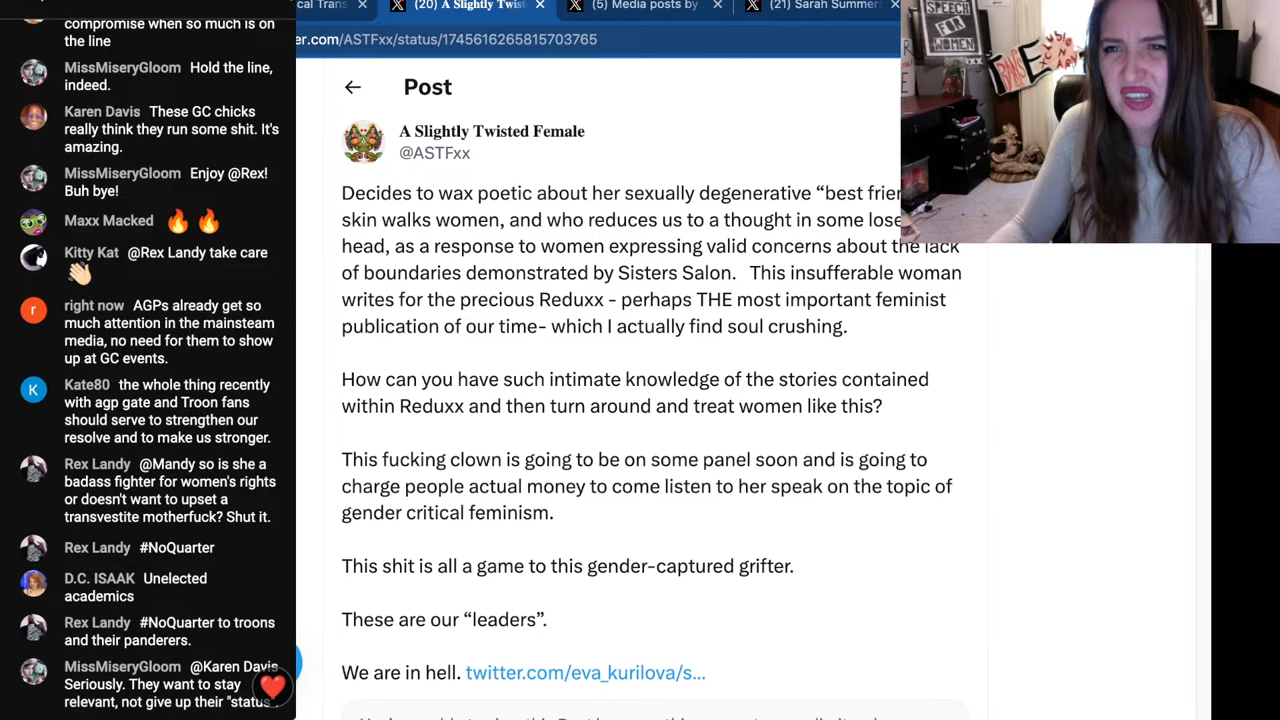 compromise when so much is on
the line
MissMiseryGloom Hold the line,
indeed.
Karen Davis These GC chicks
really think they run some shit. It's
amazing.
MissMiseryGloom Enjoy @Rex!
Buh bye!
Maxx Macked 🔥 🔥
Kitty Kat @Rex Landy take care
👋🏻
right now AGPs already get so
much attention in the mainsteam
media, no need for them to show
up at GC events.
Kate80 the whole thing recently
with agp gate and Troon fans
should serve to strengthen our
resolve and to make us stronger.
Rex Landy @Mandy so is she a
badass fighter for women's rights
or doesn't want to upset a
transvestite motherfuck? Shut it.
Rex Landy #NoQuarter
D.C. ISAAK Unelected
academics
Rex Landy #NoQuarter to troons
and their panderers.
MissMiseryGloom @Karen Davis
Seriously. They want to stay
relevant, not give up their "status
cal Trans
(20) A Slightly Twist
(5) Media posts by
(21) Sarah Summers
er.com/ASTFxx/status/1745616265815703765
Post
A Slightly Twisted Female
@ASTFxx
Decides to wax poetic about her sexually degenerative “best frien
skin walks women, and who reduces us to a thought in some lose
head, as a response to women expressing valid concerns about the lack
of boundaries demonstrated by Sisters Salon. This insufferable woman
writes for the precious Reduxx - perhaps THE most important feminist
publication of our time- which I actually find soul crushing.
How can you have such intimate knowledge of the stories contained
within Reduxx and then turn around and treat women like this?
This fucking clown is going to be on some panel soon and is going to
charge people actual money to come listen to her speak on the topic of
gender critical feminism.
This shit is all a game to this gender-captured grifter.
These are our “leaders”.
We are in hell. twitter.com/eva_kurilova/s...
SPEECH
FOR
WOMEN